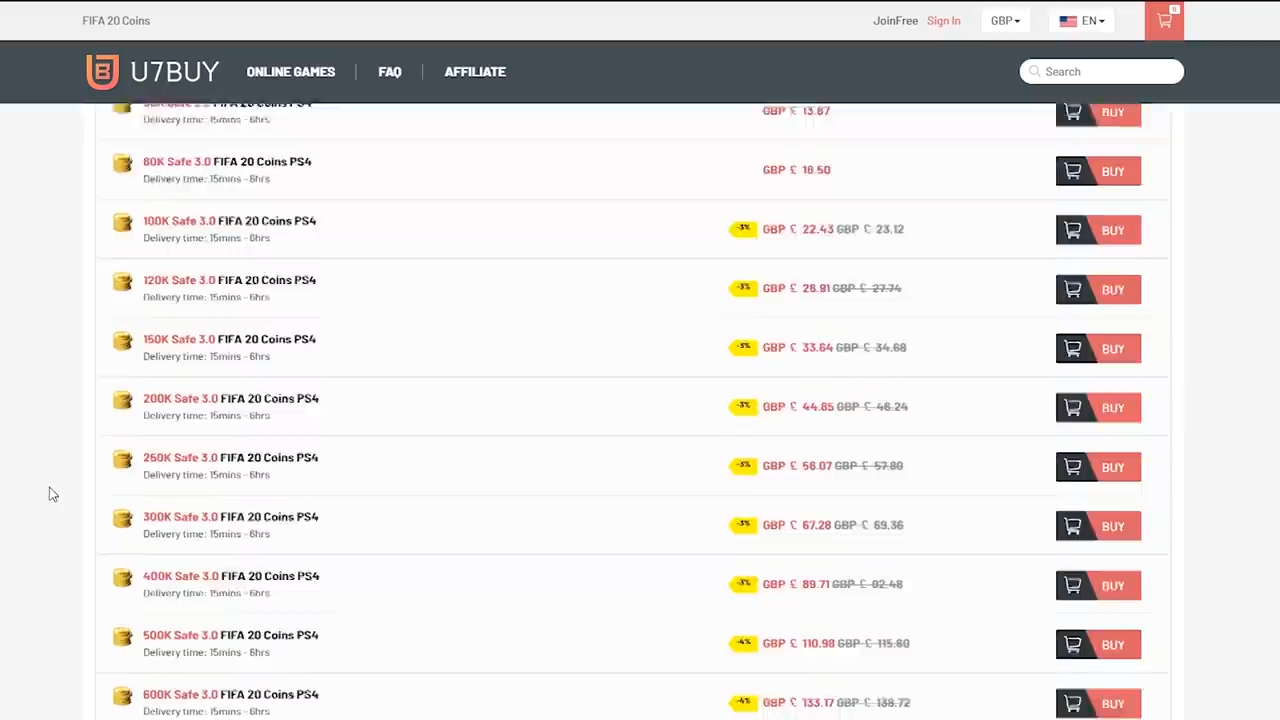 FIFA 20 Coins
JoinFree Sign In GBP EN 0
U7BUY ONLINE GAMES FAQ AFFILIATE Search
FIFA 20 Coins PS4 GBP £ 13.87 BUY
Delivery time: 15mins - 6hrs
80K Safe 3.0 FIFA 20 Coins PS4 GBP £ 18.50 BUY
Delivery time: 15mins - 6hrs
100K Safe 3.0 FIFA 20 Coins PS4 -3% GBP £ 22.43 GBP £ 23.12 BUY
Delivery time: 15mins - 6hrs
120K Safe 3.0 FIFA 20 Coins PS4 -3% GBP £ 26.91 GBP £ 27.74 BUY
Delivery time: 15mins - 6hrs
150K Safe 3.0 FIFA 20 Coins PS4 -3% GBP £ 33.64 GBP £ 34.68 BUY
Delivery time: 15mins - 6hrs
200K Safe 3.0 FIFA 20 Coins PS4 -3% GBP £ 44.85 GBP £ 46.24 BUY
Delivery time: 15mins - 6hrs
250K Safe 3.0 FIFA 20 Coins PS4 -3% GBP £ 56.07 GBP £ 57.80 BUY
Delivery time: 15mins - 6hrs
300K Safe 3.0 FIFA 20 Coins PS4 -3% GBP £ 67.28 GBP £ 69.36 BUY
Delivery time: 15mins - 6hrs
400K Safe 3.0 FIFA 20 Coins PS4 -3% GBP £ 89.71 GBP £ 92.48 BUY
Delivery time: 15mins - 6hrs
500K Safe 3.0 FIFA 20 Coins PS4 -4% GBP £ 110.98 GBP £ 115.60 BUY
Delivery time: 15mins - 6hrs
600K Safe 3.0 FIFA 20 Coins PS4 -4% GBP £ 133.17 GBP £ 138.72 BUY
Delivery time: 15mins - 6hrs